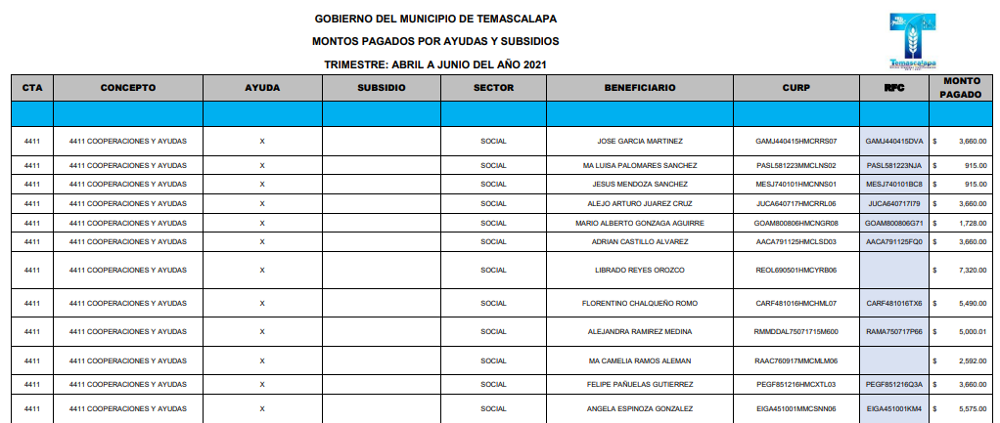 GOBIERNO DEL MUNICIPIO DE TEMASCALAPA
MONTOS PAGADOS POR AYUDAS Y SUBSIDIOS
TRIMESTRE: ABRIL A JUNIO DEL AÑO 2021
Temascalapa
CTA CONCEPTO AYUDA SUBSIDIO SECTOR BENEFICIARIO CURP RFC MONTO PAGADO
4411 4411 COOPERACIONES Y AYUDAS X SOCIAL JOSE GARCIA MARTINEZ GAMJ440415HMCRRS07 GAMJ440415DVA $ 3,660.00
4411 4411 COOPERACIONES Y AYUDAS X SOCIAL MA LUISA PALOMARES SANCHEZ PASL581223MMCLNS02 PASL581223NJA $ 915.00
4411 4411 COOPERACIONES Y AYUDAS X SOCIAL JESUS MENDOZA SANCHEZ MESJ740101HMCNNS01 MESJ740101BC8 $ 915.00
4411 4411 COOPERACIONES Y AYUDAS X SOCIAL ALEJO ARTURO JUAREZ CRUZ JUCA640717HMCRRL06 JUCA640717I79 $ 3,660.00
4411 4411 COOPERACIONES Y AYUDAS X SOCIAL MARIO ALBERTO GONZAGA AGUIRRE GOAM800806HMCNGR08 GOAM800806G71 $ 1,728.00
4411 4411 COOPERACIONES Y AYUDAS X SOCIAL ADRIAN CASTILLO ALVAREZ AACA791125HMCLSD03 AACA791125FQ0 $ 3,660.00
4411 4411 COOPERACIONES Y AYUDAS X SOCIAL LIBRADO REYES OROZCO REOL690501HMCYRB06 $ 7,320.00
4411 4411 COOPERACIONES Y AYUDAS X SOCIAL FLORENTINO CHALQUEÑO ROMO CARF481016HMCHML07 CARF481016TX6 $ 5,490.00
4411 4411 COOPERACIONES Y AYUDAS X SOCIAL ALEJANDRA RAMIREZ MEDINA RMMDDAL75071715M600 RAMA750717P66 $ 5,000.01
4411 4411 COOPERACIONES Y AYUDAS X SOCIAL MA CAMELIA RAMOS ALEMAN RAAC760917MMCMLM06 $ 2,592.00
4411 4411 COOPERACIONES Y AYUDAS X SOCIAL FELIPE PAÑUELAS GUTIERREZ PEGF851216HMCXTL03 PEGF851216Q3A $ 3,660.00
4411 4411 COOPERACIONES Y AYUDAS X SOCIAL ANGELA ESPINOZA GONZALEZ EIGA451001MMCSNN06 EIGA451001KM4 $ 5,575.00